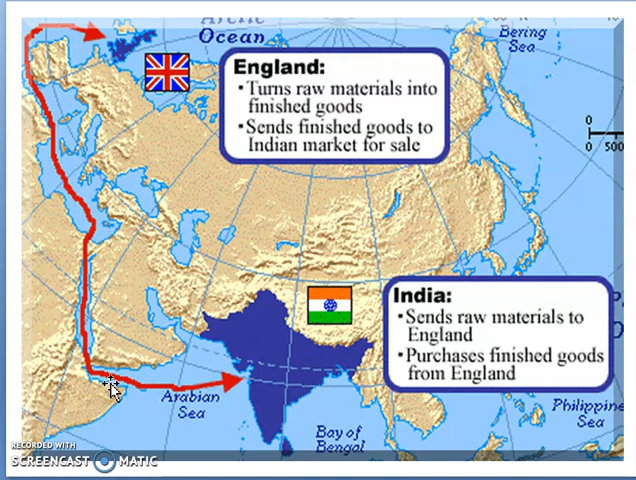 Arctic
Ocean
Bering
Sea
England:
•Turns raw materials into
finished goods
•Sends finished goods to
Indian market for sale
0
500
India:
•Sends raw materials to
England
•Purchases finished goods
from England
Arabian
Sea
Bay of
Bengal
Philippine
Sea
RECORDED WITH
SCREENCAST MATIC